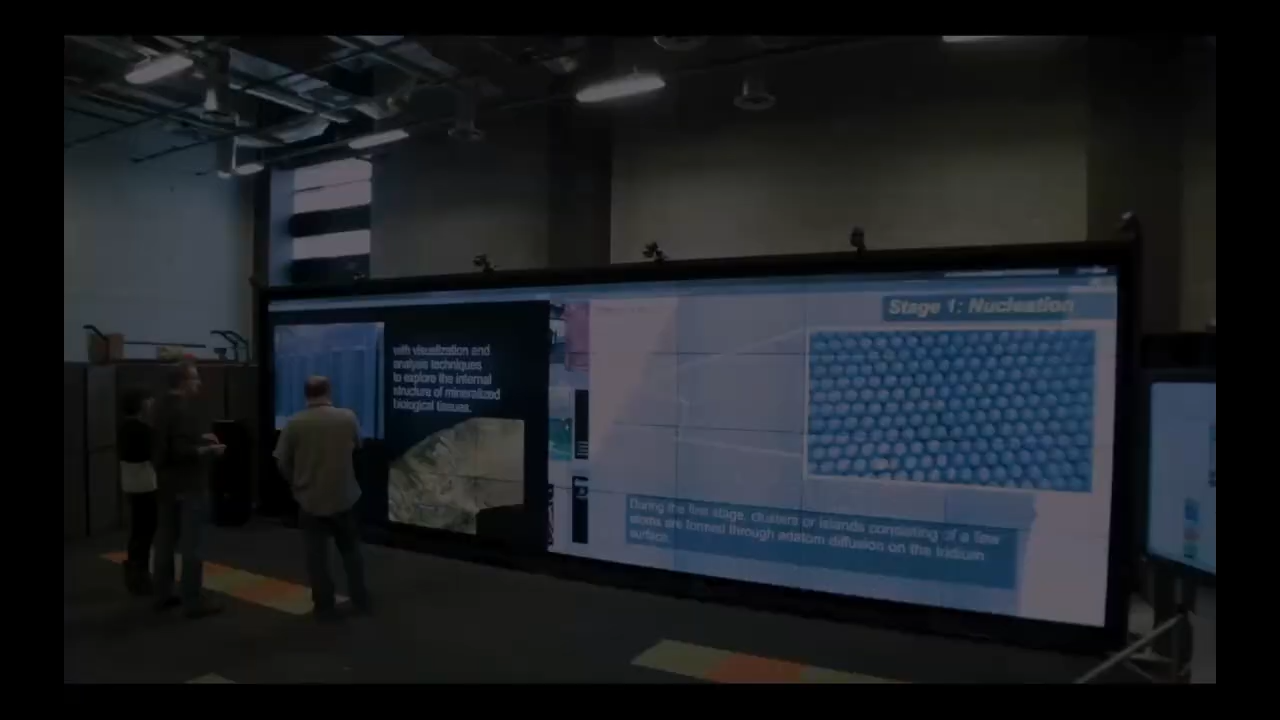 with visualization and
analysis techniques
to explore the internal
structure of mineralized
biological tissues.
Stage 1: Nucleation
During the first stage, clusters or islands consisting of a few
atoms are formed through adatom diffusion on the iridium
surface.